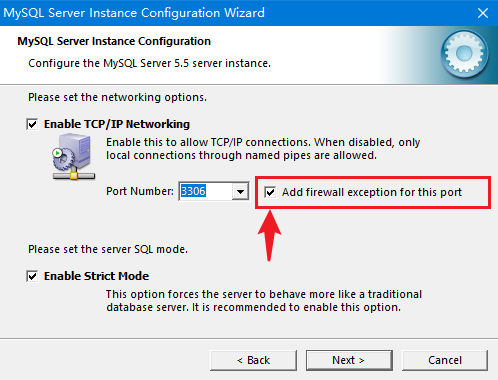 MySQL Server Instance Configuration Wizard
MySQL Server Instance Configuration
Configure the MySQL Server 5.5 server instance.
Please set the networking options.
Enable TCP/IP Networking
Enable this to allow TCP/IP connections. When disabled, only
local connections through named pipes are allowed.
Port Number: 3306 Add firewall exception for this port
Please set the server SQL mode.
Enable Strict Mode
This option forces the server to behave more like a traditional
database server. It is recommended to enable this option.
< Back Next > Cancel